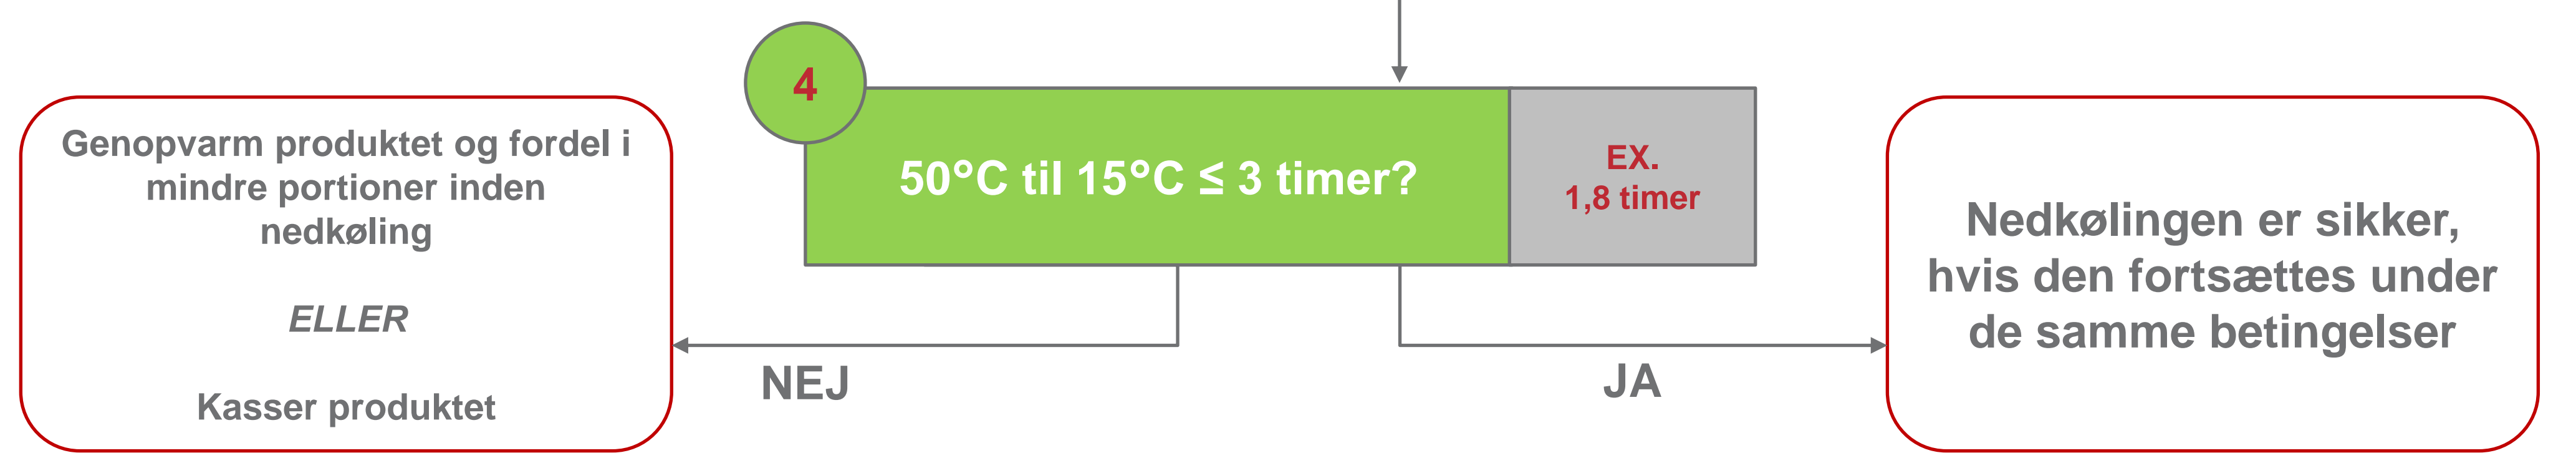 4
50°C til 15°C ≤ 3 timer?
EX.
1,8 timer
Genopvarm produktet og fordel i
mindre portioner inden
nedkøling
ELLER
Kasser produktet
NEJ
JA
Nedkølingen er sikker,
hvis den fortsættes under
de samme betingelser